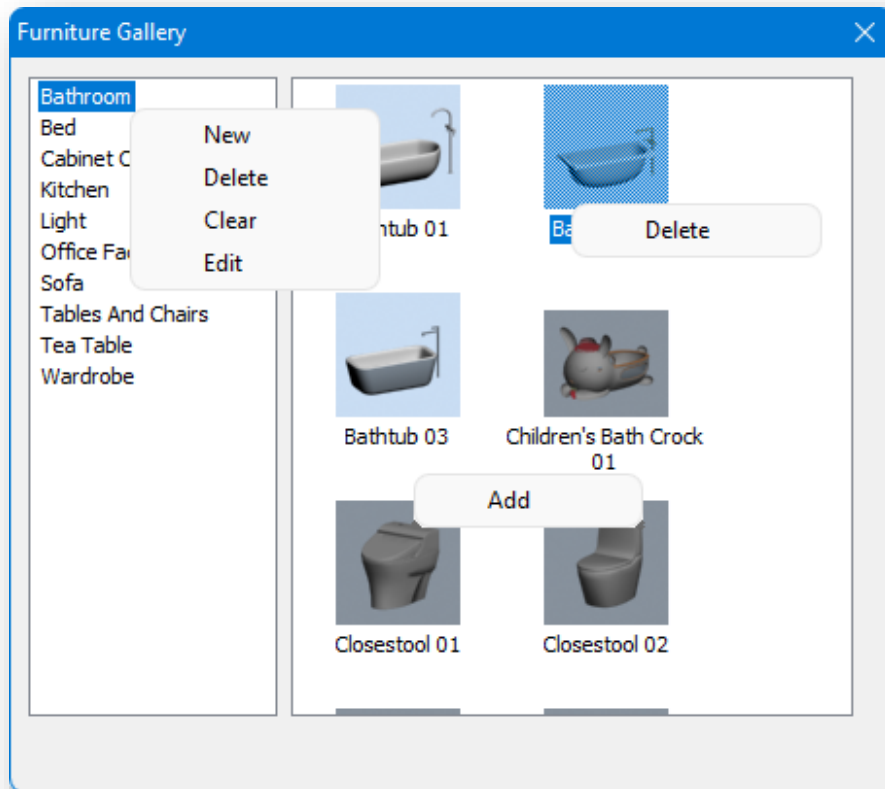 Furniture Gallery
Bathroom
Bed
Cabinet C
Kitchen
Light
Office Fa
Sofa
Tables And Chairs
Tea Table
Wardrobe
New
Delete
Clear
Edit
htub 01
Ba
Delete
Bathtub 03
Children's Bath Crock
01
Add
Closestool 01
Closestool 02